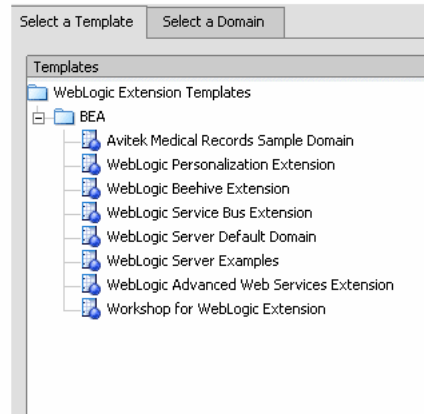 Select a Template Select a Domain
Templates
WebLogic Extension Templates
BEA
Avitek Medical Records Sample Domain
WebLogic Personalization Extension
WebLogic Beehive Extension
WebLogic Service Bus Extension
WebLogic Server Default Domain
WebLogic Server Examples
WebLogic Advanced Web Services Extension
Workshop for WebLogic Extension